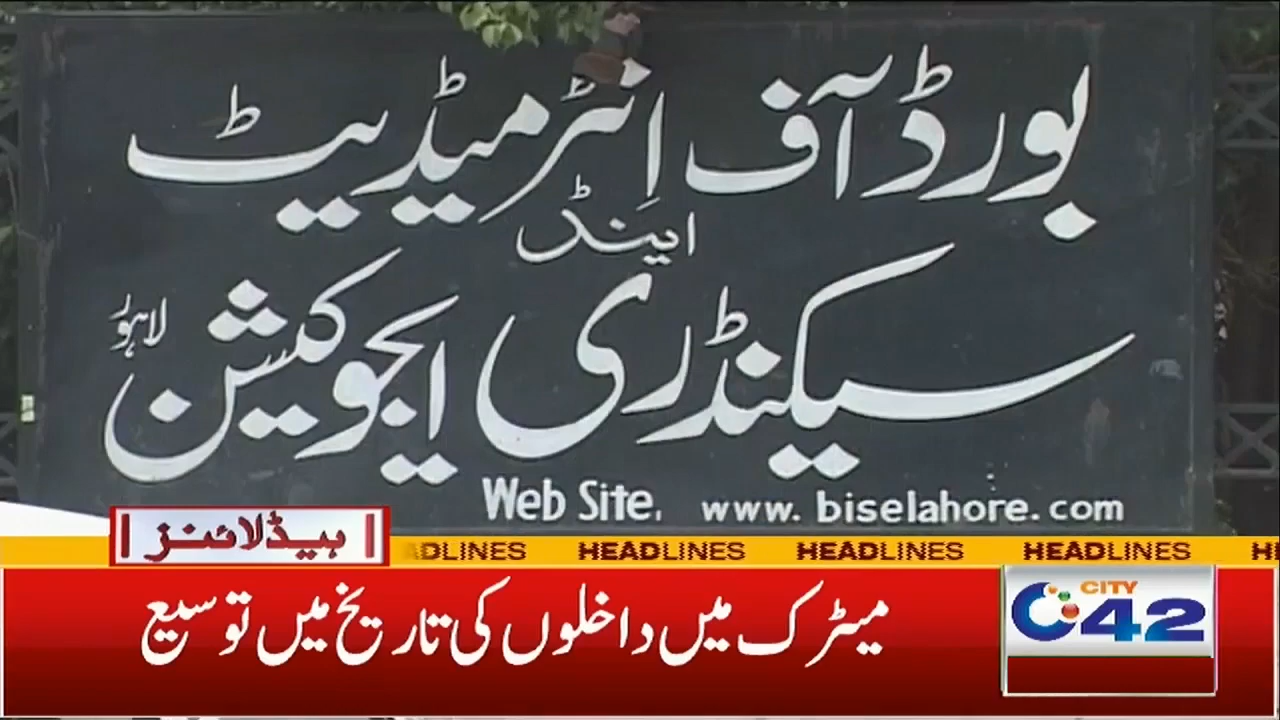 بورڈ آف انٹرمیڈیٹ
اینڈ
سیکنڈری ایجوکیشن لاہور
Web Site. www.biselahore.com
ہیڈلائنز
ADLINES HEADLINES HEADLINES HEADLINES H
میٹرک میں داخلوں کی تاریخ میں توسیع
CITY
42